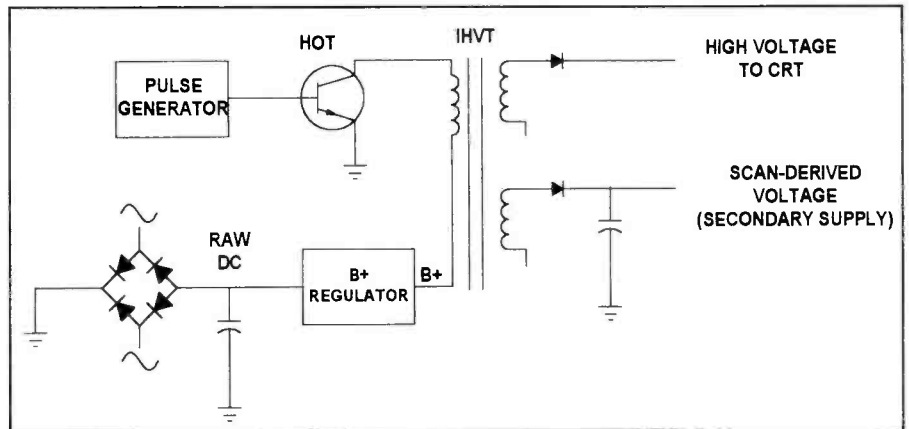 HOT
IHVT
HIGH VOLTAGE
TO CRT
PULSE
GENERATOR
SCAN-DERIVED
VOLTAGE
(SECONDARY SUPPLY)
RAW
DC
B+
REGULATOR
B+